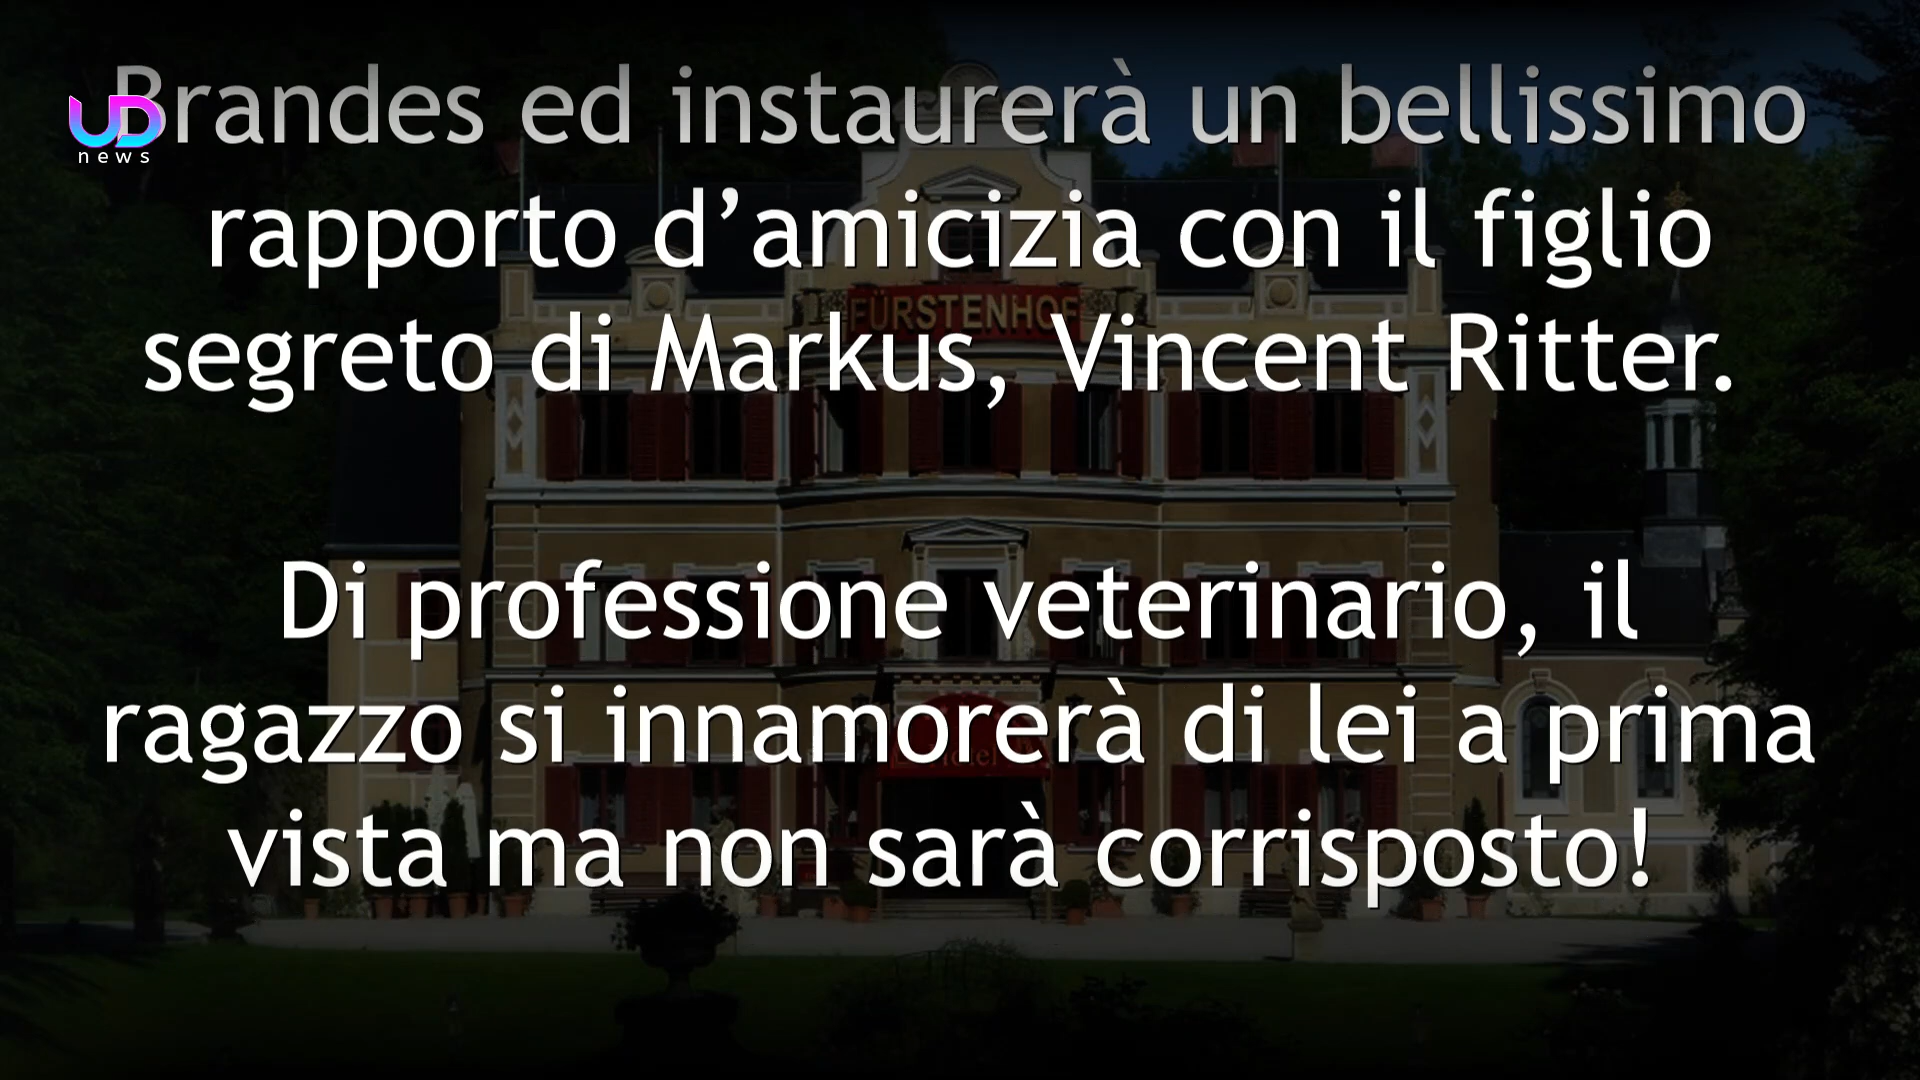 Brandes ed instaurerà un bellissimo
UD
news
rapporto d’amicizia con il figlio
FÜRSTENHOF
segreto di Markus, Vincent Ritter.
Di professione veterinario, il
ragazzo si innamorerà di lei a prima
Hotel
vista ma non sarà corrisposto!